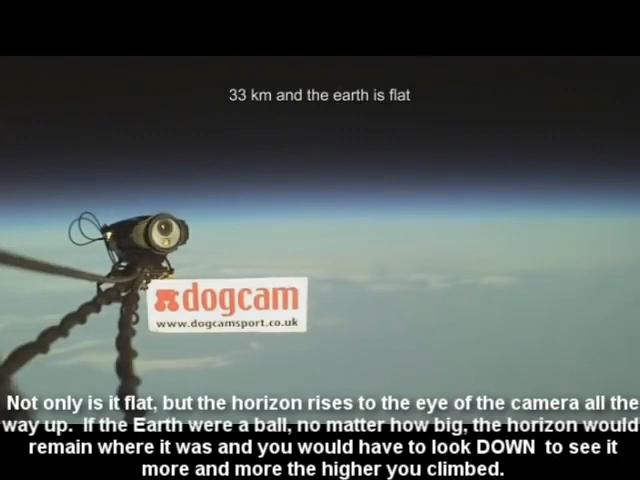 33 km and the earth is flat
dogcam
www.dogcamsport.co.uk
Not only is it flat, but the horizon rises to the eye of the camera all the
way up. If the Earth were a ball, no matter how big, the horizon would
remain where it was and you would have to look DOWN to see it
more and more the higher you climbed.